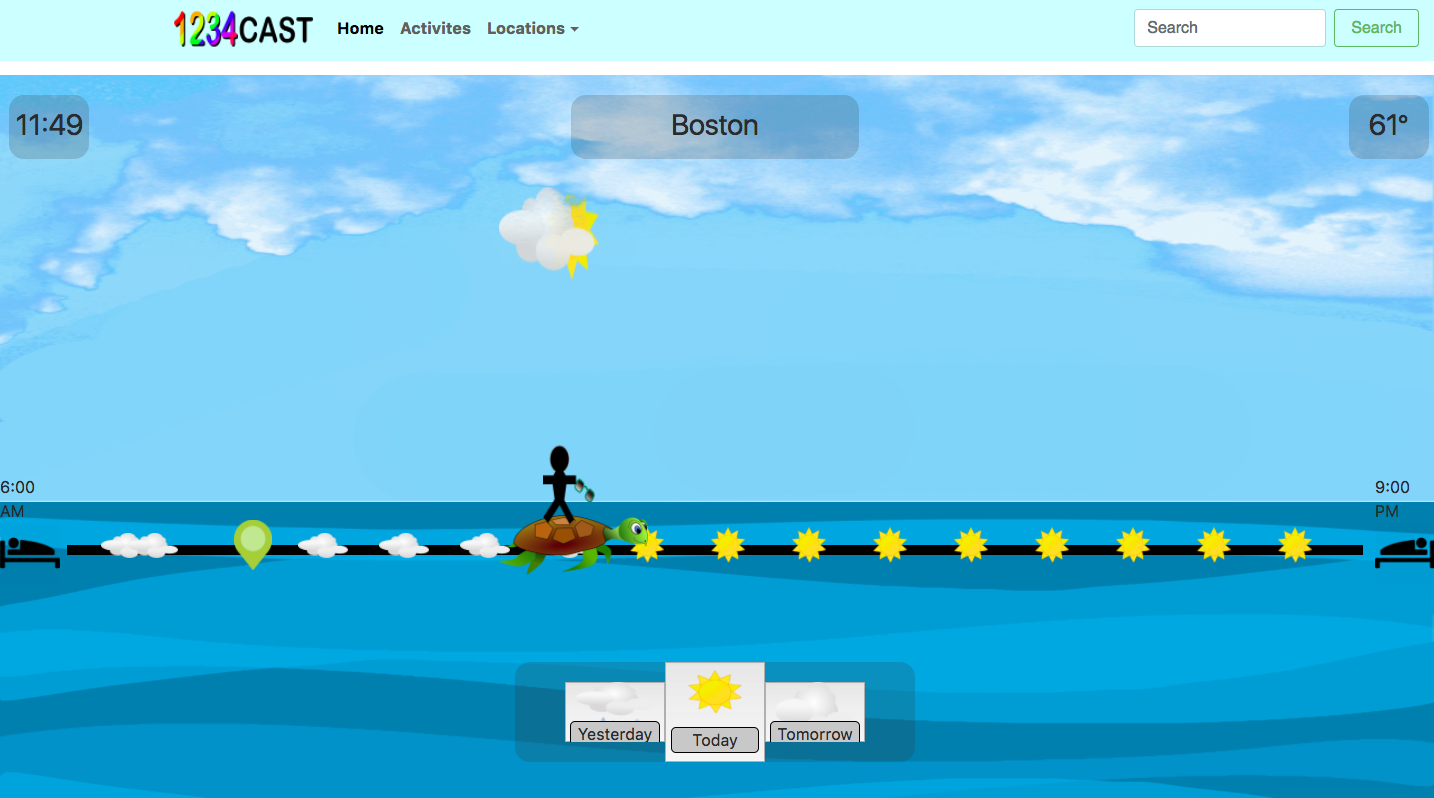 1234CAST Home Activites Locations Search Search
11:49 Boston 61°
6:00 9:00
AM PM
Yesterday Today Tomorrow